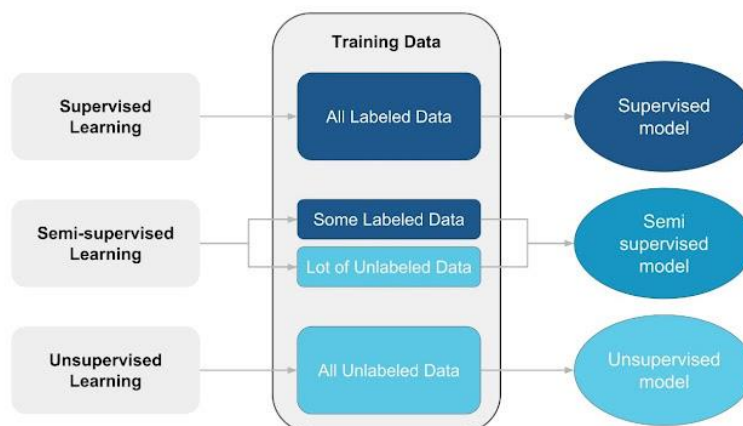 Training Data
Supervised
Learning
All Labeled Data
Supervised
model
Semi-supervised
Learning
Some Labeled Data
Lot of Unlabeled Data
Semi
supervised
model
Unsupervised
Learning
All Unlabeled Data
Unsupervised
model